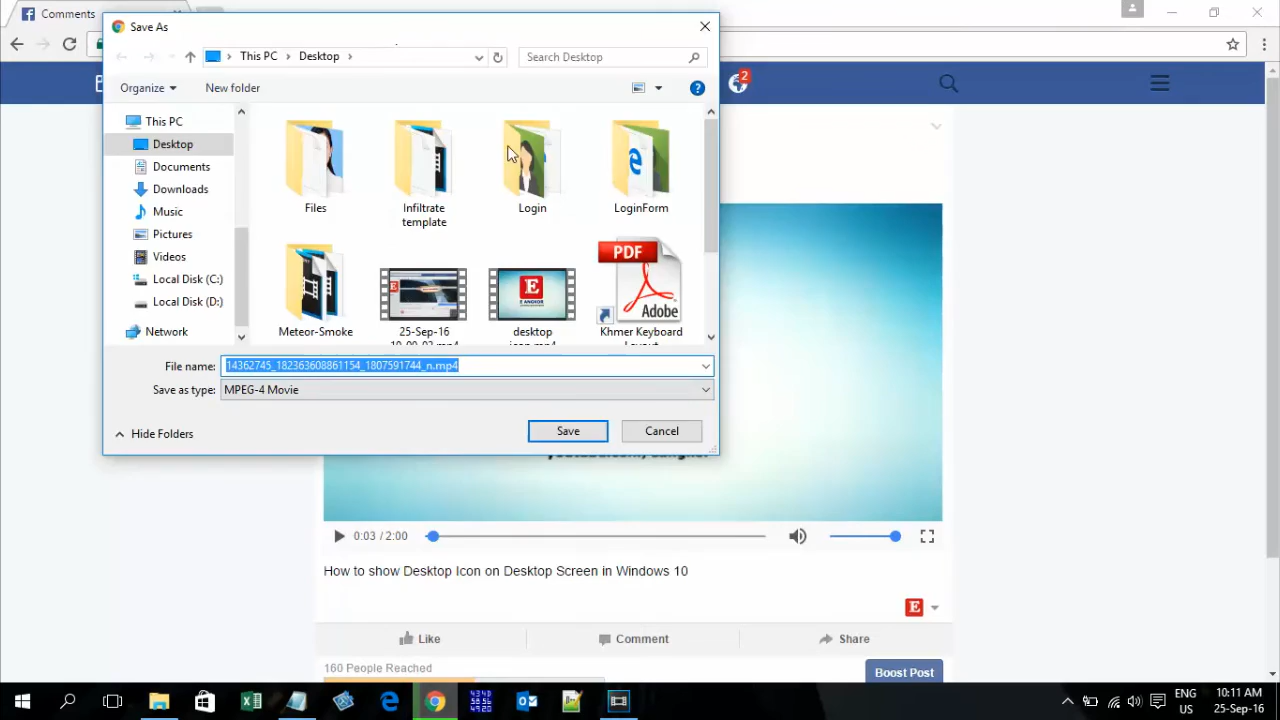 Comments
Save As
This PC > Desktop >
Search Desktop
2
Organize
New folder
This PC
Desktop
Documents
Downloads
Music
Pictures
Videos
Local Disk (C:)
Local Disk (D:)
Network
Files
Infiltrate
template
Login
LoginForm
Meteor-Smoke
25-Sep-16
desktop
PDF
Adobe
Khmer Keyboard
E ANGKOR
File name:
14362745_182363608861154_1807591744_n.mp4
Save as type:
MPEG-4 Movie
Hide Folders
Save
Cancel
0:03 / 2:00
How to show Desktop Icon on Desktop Screen in Windows 10
E
Like
Comment
Share
160 People Reached
Boost Post
ENG
US
10:11 AM
25-Sep-16